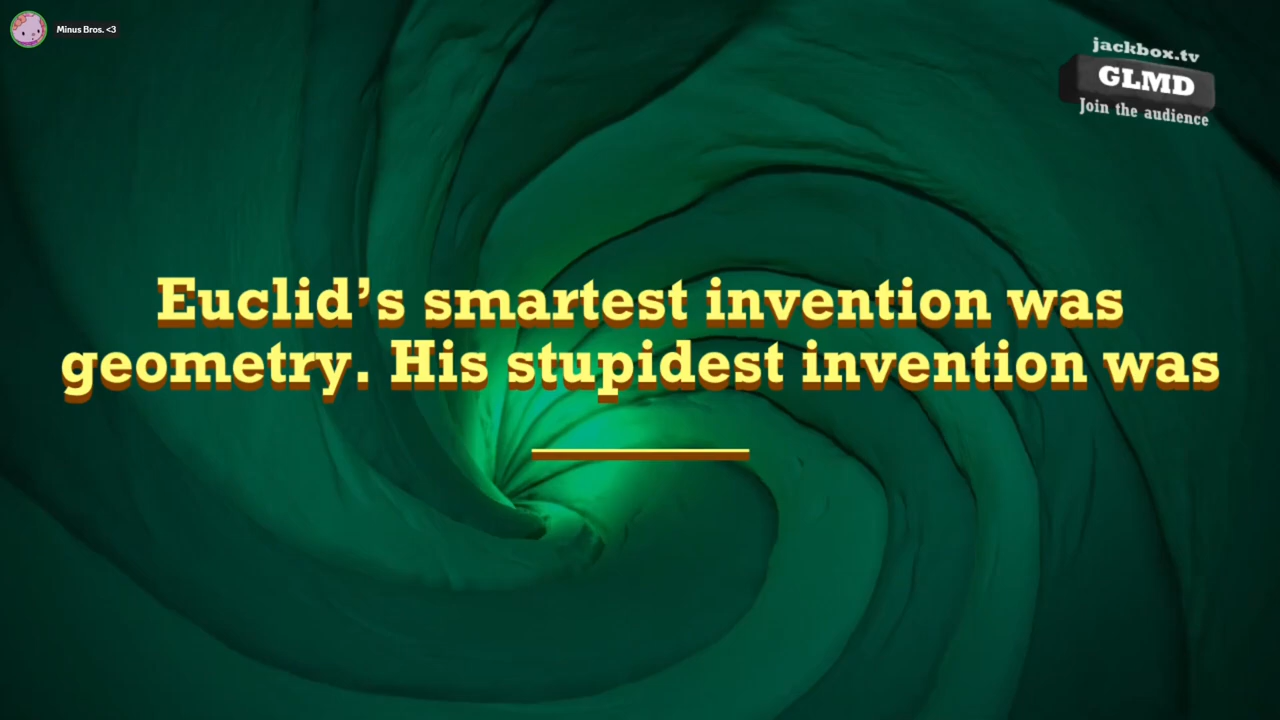 Minus Bros. <3
jackbox.tv
GLMD
Join the audience
Euclid’s smartest invention was
geometry. His stupidest invention was